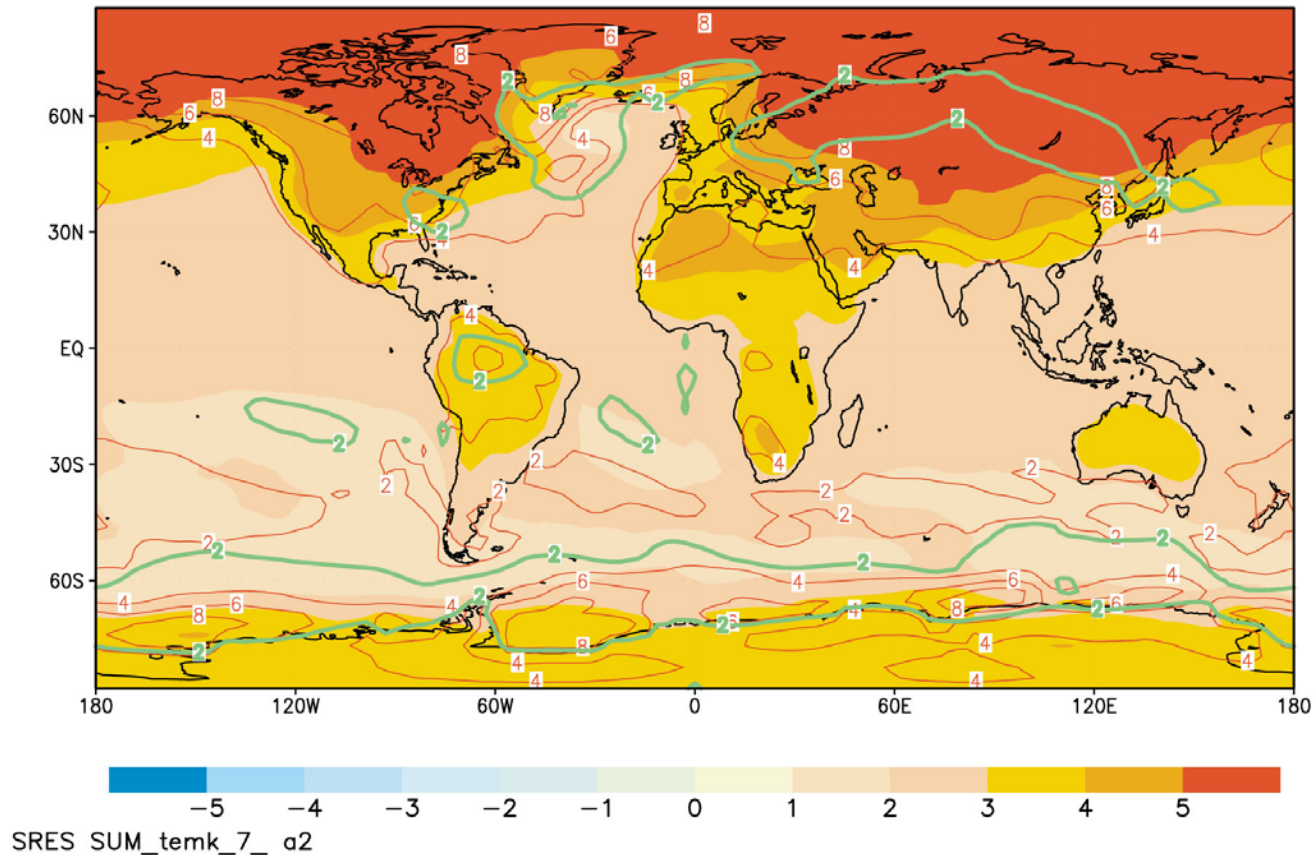 8 6 8
8
2 8 2
60N 8 6 2 6 8 2
4 4 8
6
2 6 2
30N 6 2 4 4 6 4
4 4
EQ 4
2
2 2
30S 2 4 2 2
2 2 2
2 2 2 2 2 2
60S 4 6 2 6 4 6 4 4 6 4
8 8 2 4 2
2 8 4 4
4 4
180 120W 60W 0 60E 120E 180
−5 −4 −3 −2 −1 0 1 2 3 4 5
SRES SUM_temk_7_ a2